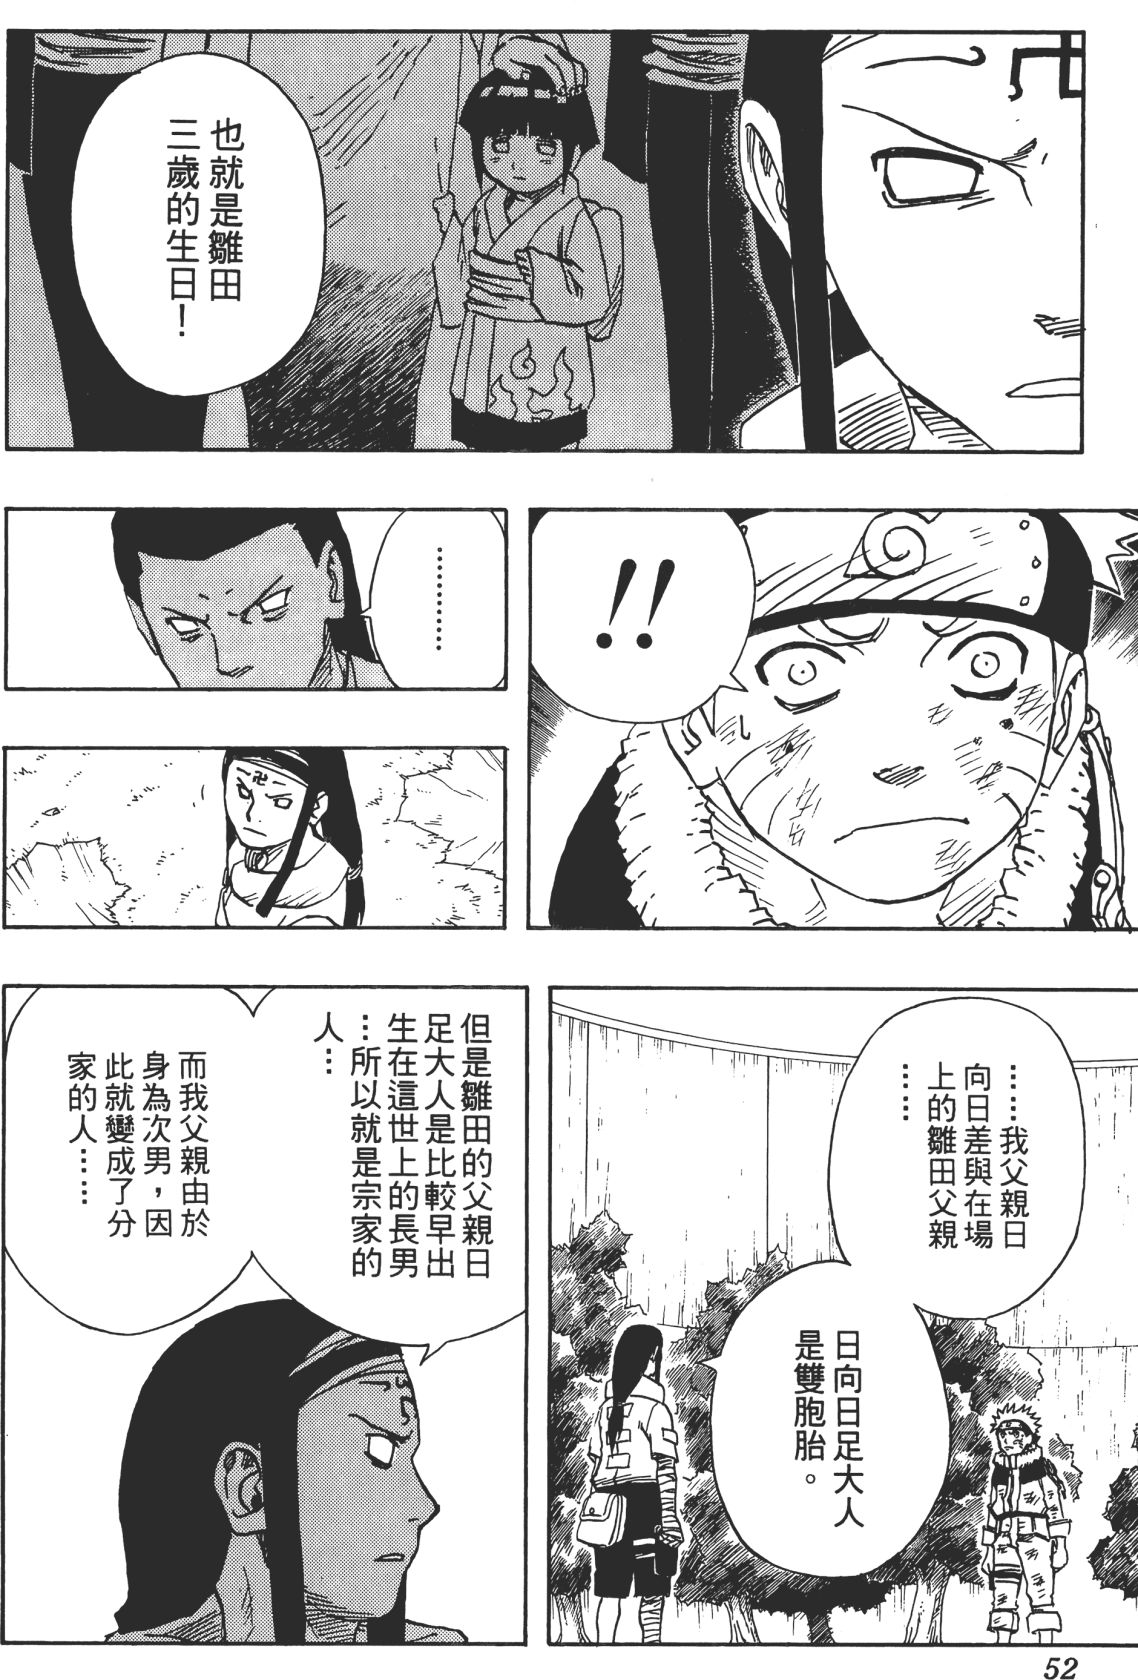 也就是雛田
三歲的生日！
!!
………
……我父親日
向日差與在場
上的雛田父親
……
日向日足大人
是雙胞胎。
但是雛田的父親日
足大人是比較早出
生在這世上的長男
…所以就是宗家的
人…
而我父親由於
身為次男，因
此就變成了分
家的人……
52